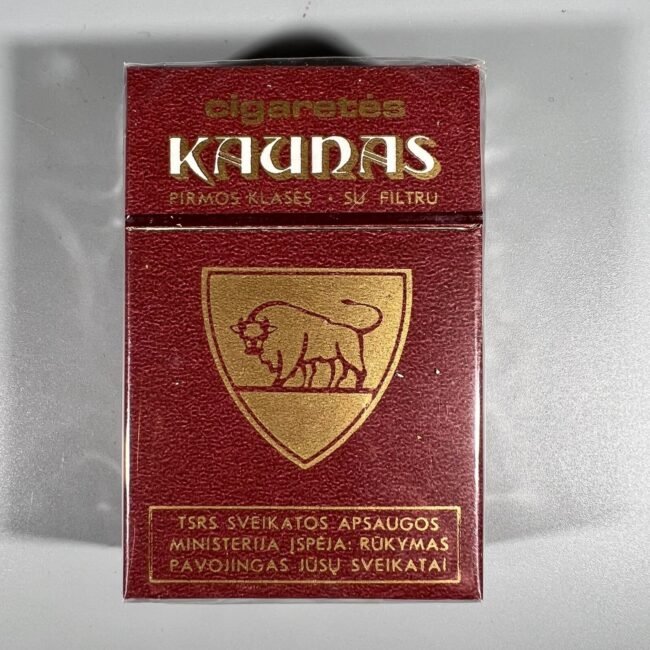 cigaretės
KAUNAS
PIRMOS KLASĖS · SU FILTRU
TSRS SVEIKATOS APSAUGOS
MINISTERIJA ĮSPĖJA: RŪKYMAS
PAVOJINGAS JŪSŲ SVEIKATAI